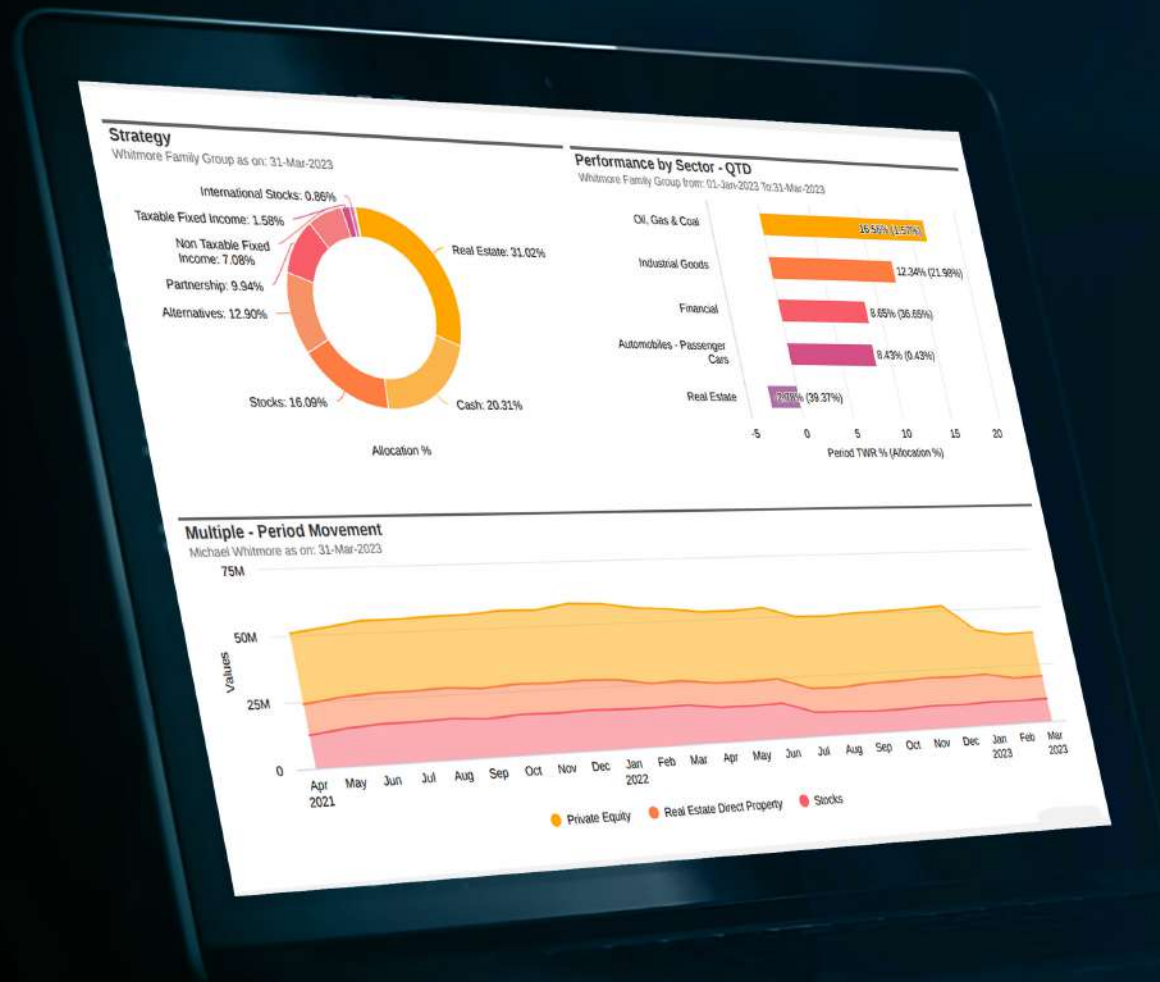 Strategy
Whitmore Family Group as on: 31-Mar-2023
International Stocks: 0.86%
Taxable Fixed Income: 1.58%
Non Taxable Fixed
Income: 7.08%
Partnership: 9.94%
Alternatives: 12.90%
Stocks: 16.09%
Real Estate: 31.02%
Cash: 20.31%
Allocation %
Performance by Sector - QTD
Whitmore Family Group from: 01-Jan-2023 To:31-Mar-2023
Oil, Gas & Coal
16.56% (1.57%)
Industrial Goods
12.34% (21.98%)
Financial
8.65% (36.65%)
Automobiles - Passenger
Cars
8.43% (0.43%)
Real Estate
(39.37%)
-5 0 5 10 15 20
Period TWR % (Allocation %)
Multiple - Period Movement
Michael Whitmore as on: 31-Mar-2023
75M
50M
25M
0
Values
Apr May Jun Jul Aug Sep Oct Nov Dec Jan Feb Mar Apr May Jun Jul Aug Sep Oct Nov Dec Jan Feb Mar
2021 2022 2023 2023
Private Equity Real Estate Direct Property Stocks